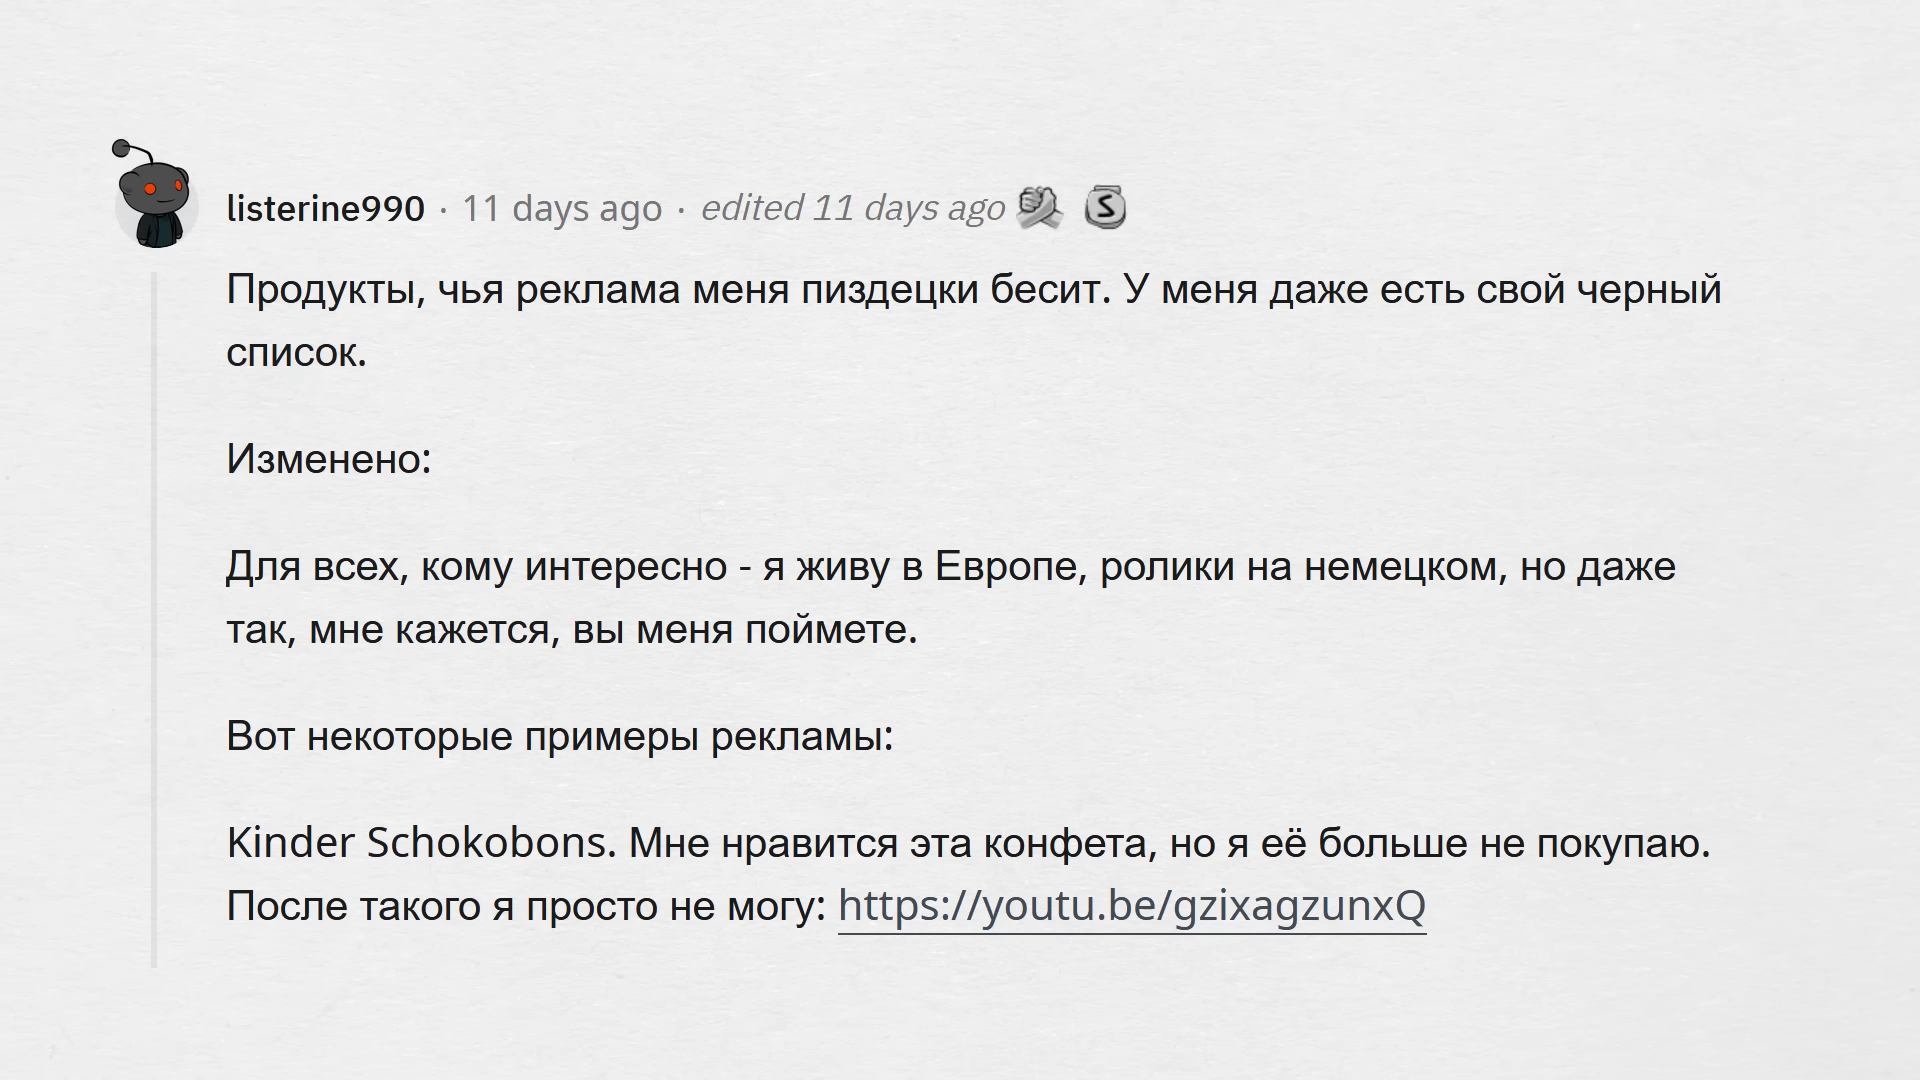 listerine990 · 11 days ago · edited 11 days ago
Продукты, чья реклама меня пиздецки бесит. У меня даже есть свой черный
список.
Изменено:
Для всех, кому интересно - я живу в Европе, ролики на немецком, но даже
так, мне кажется, вы меня поймете.
Вот некоторые примеры рекламы:
Kinder Schokobons. Мне нравится эта конфета, но я её больше не покупаю.
После такого я просто не могу: https://youtu.be/gzixagzunxQ